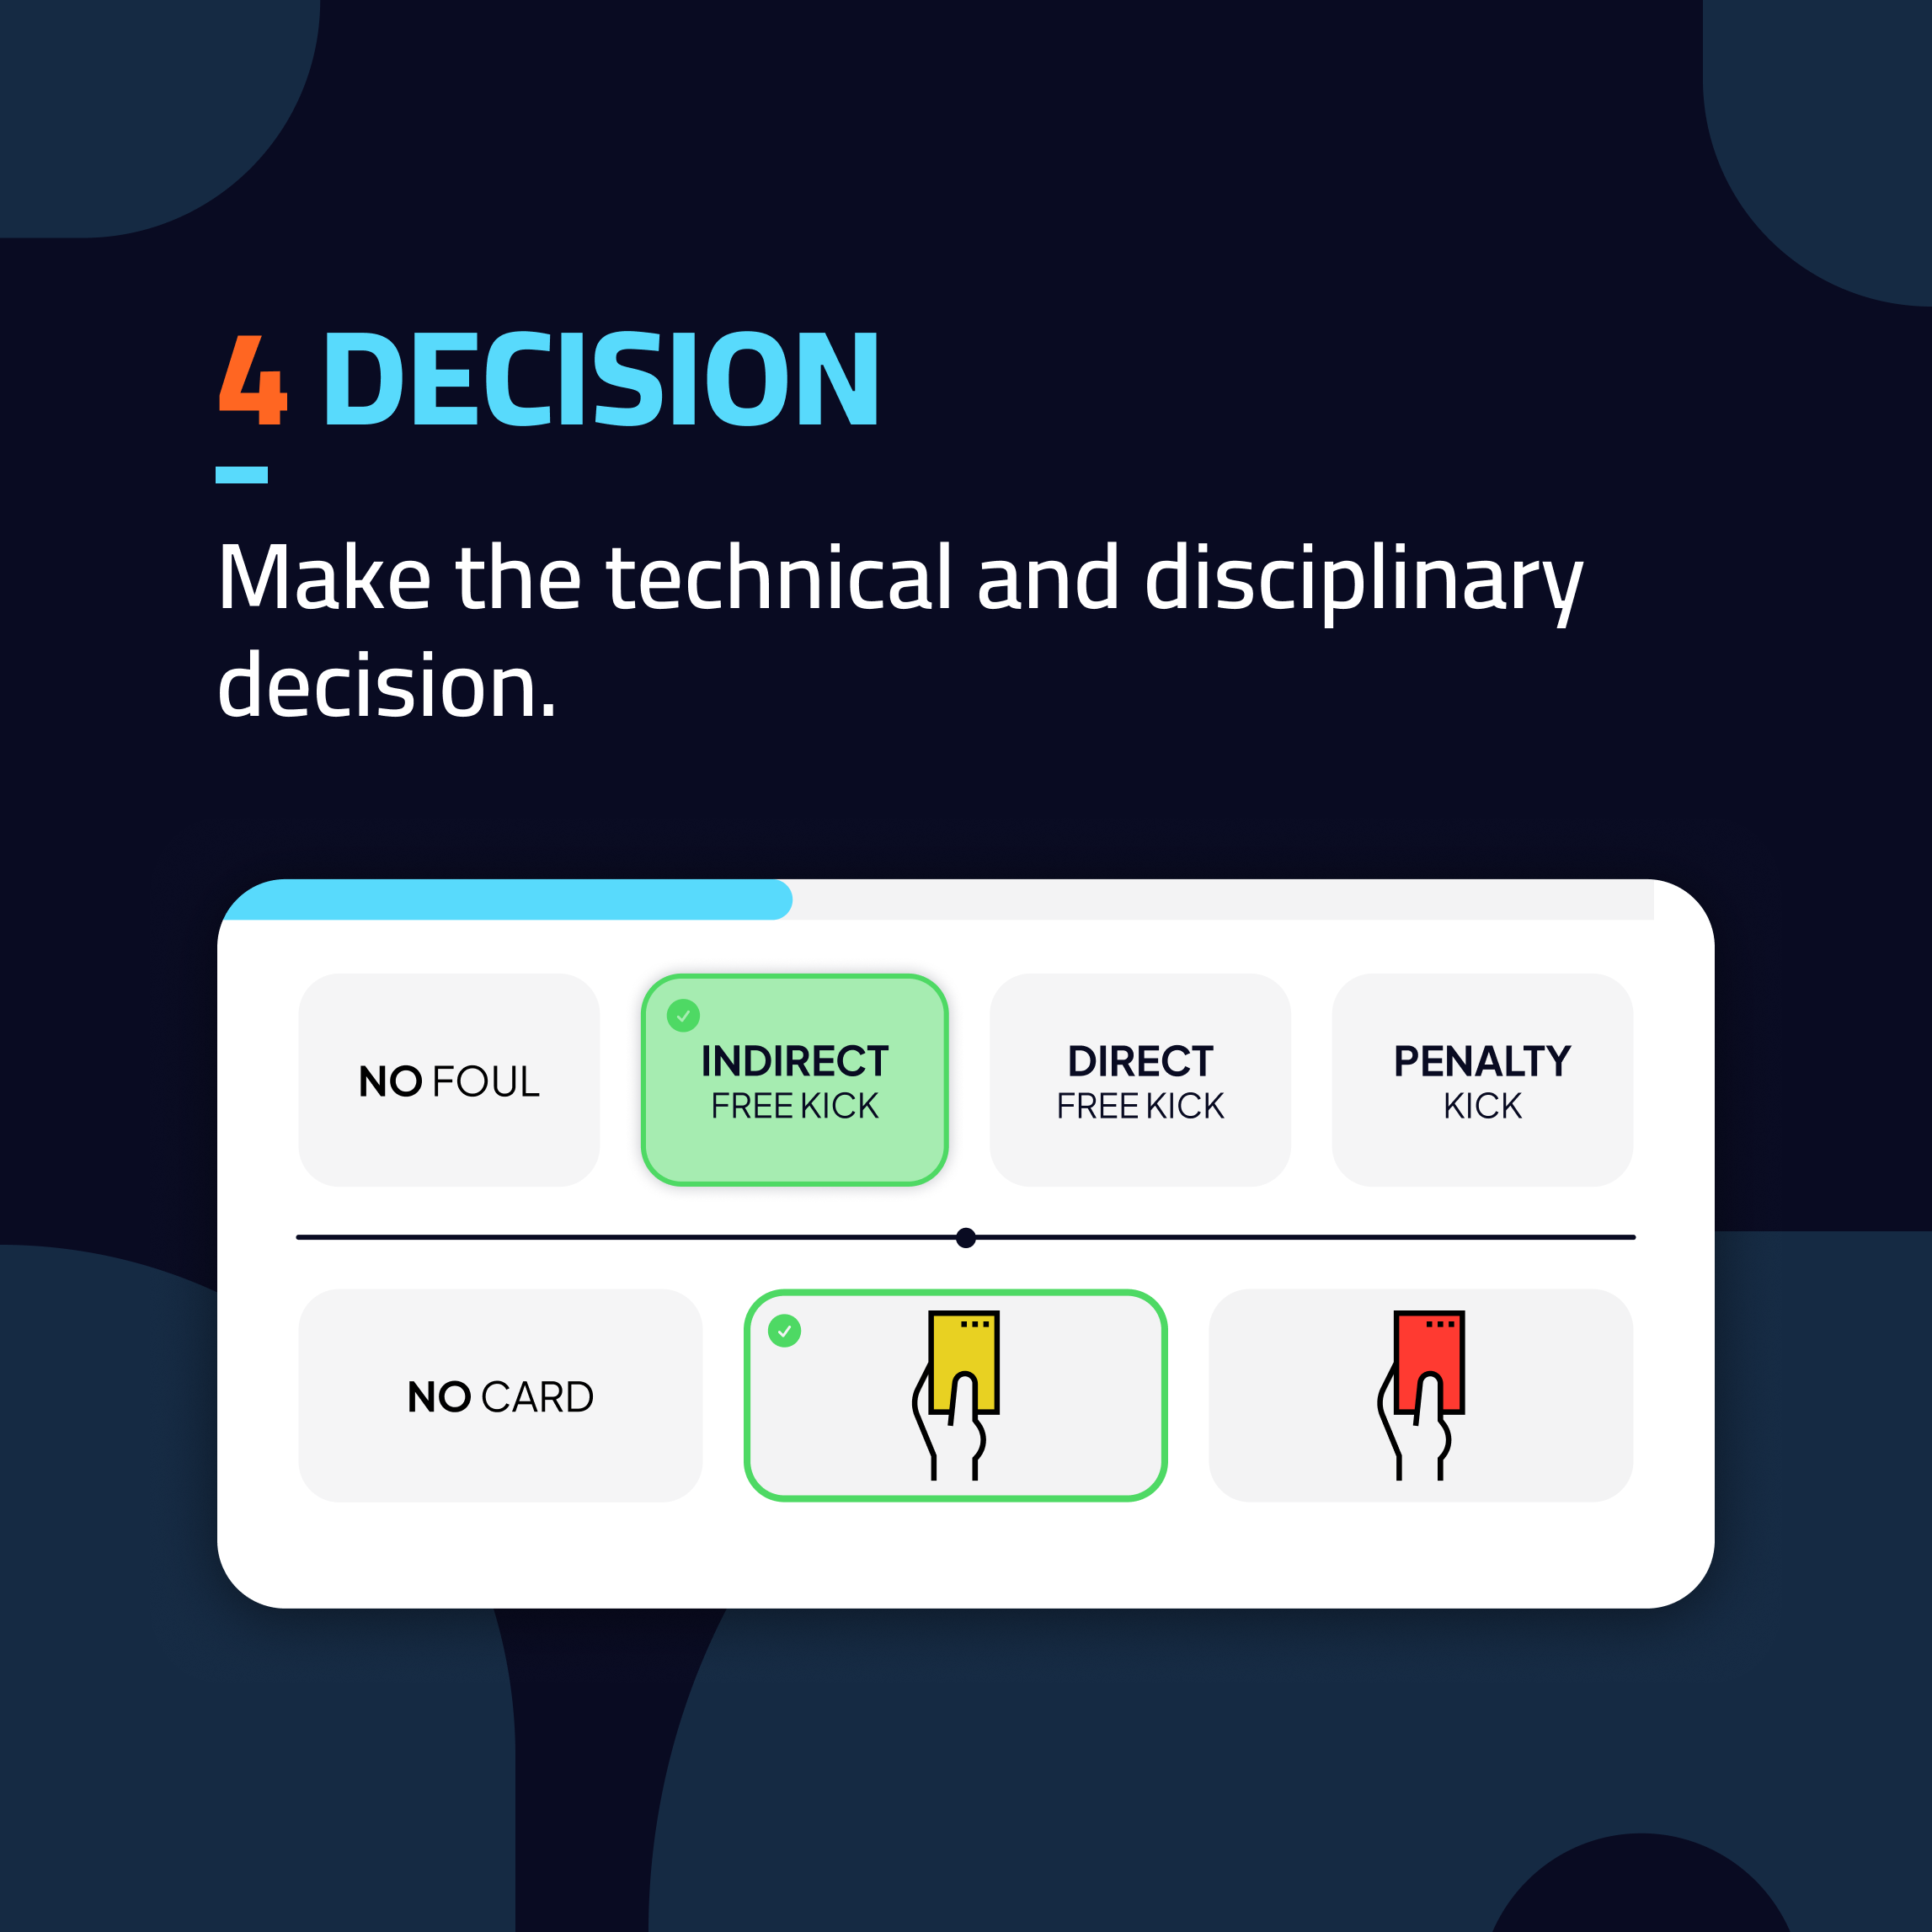 4 DECISION
Make the technical and disciplinary
decision.
NO FOUL
INDIRECT
FREE KICK
DIRECT
FREE KICK
PENALTY
KICK
NO CARD